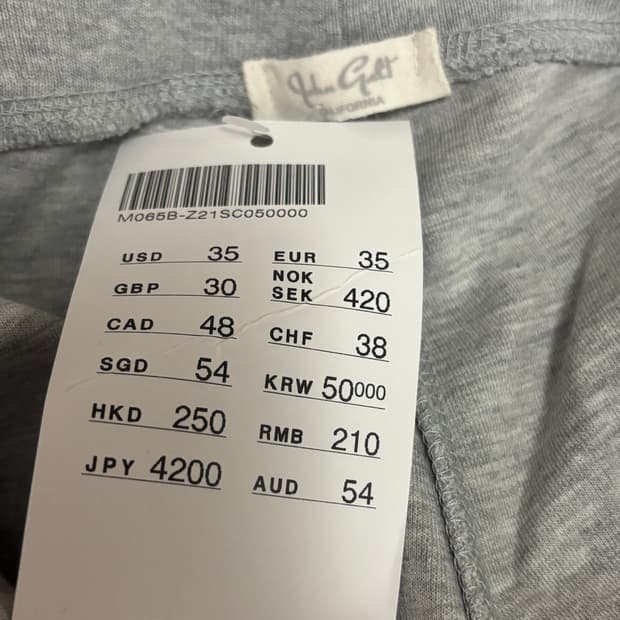 John Galt
CALIFORNIA
M065B-Z21SC050000
USD 35
GBP 30
CAD 48
SGD 54
HKD 250
JPY 4200
EUR 35
NOK
SEK 420
CHF 38
KRW 50000
RMB 210
AUD 54